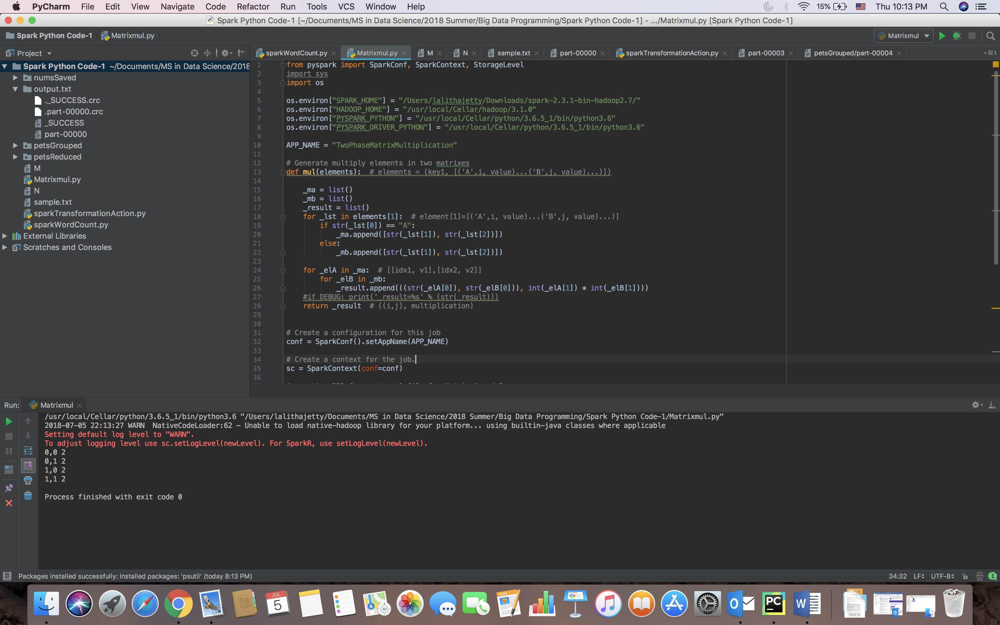 PyCharm File Edit View Navigate Code Refactor Run Tools VCS Window Help 15% Thu 10:13 PM
Spark Python Code-1 [~/Documents/MS in Data Science/2018 Summer/Big Data Programming/Spark Python Code-1] - .../Matrixmul.py [Spark Python Code-1]
Spark Python Code-1 Matrixmul.py Matrixmul
Project
sparkWordCount.py Matrixmul.py M N sample.txt part-00000 sparkTransformationAction.py part-00003 petsGrouped/part-00004 1
Spark Python Code-1 ~/Documents/MS in Data Science/2018
numsSaved
output.txt
._SUCCESS.crc
.part-00000.crc
_SUCCESS
part-00000
petsGrouped
petsReduced
M
Matrixmul.py
N
sample.txt
sparkTransformationAction.py
sparkWordCount.py
External Libraries
Scratches and Consoles
1 from pyspark import SparkConf, SparkContext, StorageLevel
2 import sys
3 import os
4
5 os.environ["SPARK_HOME"] = "/Users/lalithajetty/Downloads/spark-2.3.1-bin-hadoop2.7/"
6 os.environ["HADOOP_HOME"] = "/usr/local/Cellar/hadoop/3.1.0"
7 os.environ["PYSPARK_PYTHON"] = "/usr/local/Cellar/python/3.6.5_1/bin/python3.6"
8 os.environ["PYSPARK_DRIVER_PYTHON"] = "/usr/local/Cellar/python/3.6.5_1/bin/python3.6"
9
10 APP_NAME = "TwoPhaseMatrixMultiplication"
11
12 # Generate multiply elements in two matrixes
13 def mul(elements): # elements = (key1, [('A',i, value)...('B',j, value)...)])
14
15 _ma = list()
16 _mb = list()
17 _result = list()
18 for _lst in elements[1]: # element[1]=[('A',i, value)...('B',j, value)...)]
19 if str(_lst[0]) == "A":
20 _ma.append([str(_lst[1]), str(_lst[2])])
21 else:
22 _mb.append([str(_lst[1]), str(_lst[2])])
23
24 for _elA in _ma: # [[idx1, v1],[idx2, v2]]
25 for _elB in _mb:
26 _result.append(((str(_elA[0]), str(_elB[0])), int(_elA[1]) * int(_elB[1])))
27 #if DEBUG: print('_result=%s' % (str(_result)))
28 return _result # ((i,j), multiplication)
29
30
31 # Create a configuration for this job
32 conf = SparkConf().setAppName(APP_NAME)
33
34 # Create a context for the job.
35 sc = SparkContext(conf=conf)
36
Run: Matrixmul
/usr/local/Cellar/python/3.6.5_1/bin/python3.6 "/Users/lalithajetty/Documents/MS in Data Science/2018 Summer/Big Data Programming/Spark Python Code-1/Matrixmul.py"
2018-07-05 22:13:27 WARN NativeCodeLoader:62 - Unable to load native-hadoop library for your platform... using builtin-java classes where applicable
Setting default log level to "WARN".
To adjust logging level use sc.setLogLevel(newLevel). For SparkR, use setLogLevel(newLevel).
0,0 2
0,1 2
1,0 2
1,1 2
Process finished with exit code 0
Packages installed successfully: Installed packages: 'psutil' (today 8:13 PM) 34:32 LF UTF-8 1
JUL
5
3D
PAGES
O
PC
W
DOCX